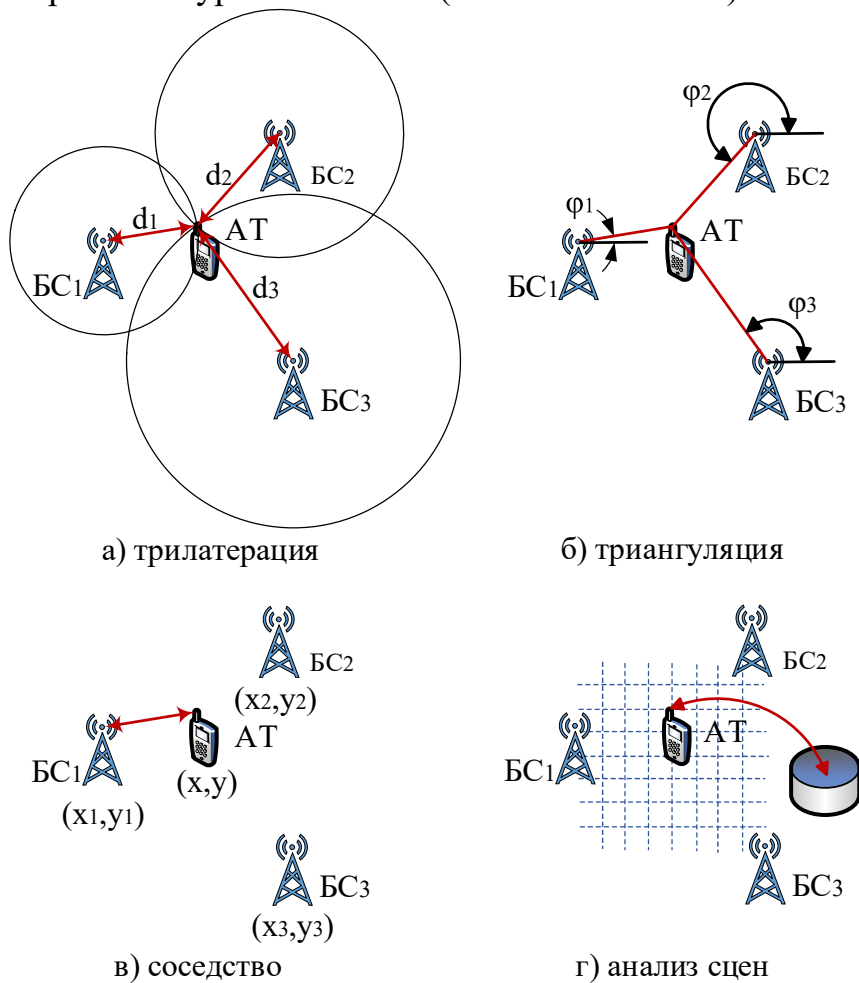 d1
d2
БС2
АТ
БС1
d3
БС3
φ2
БС2
φ1
АТ
БС1
φ3
БС3
а) трилатерация
б) триангуляция
БС2
(x2,y2)
АТ
БС1
(x,y)
(x1,y1)
БС3
(x3,y3)
БС2
АТ
БС1
БС3
в) соседство
г) анализ сцен